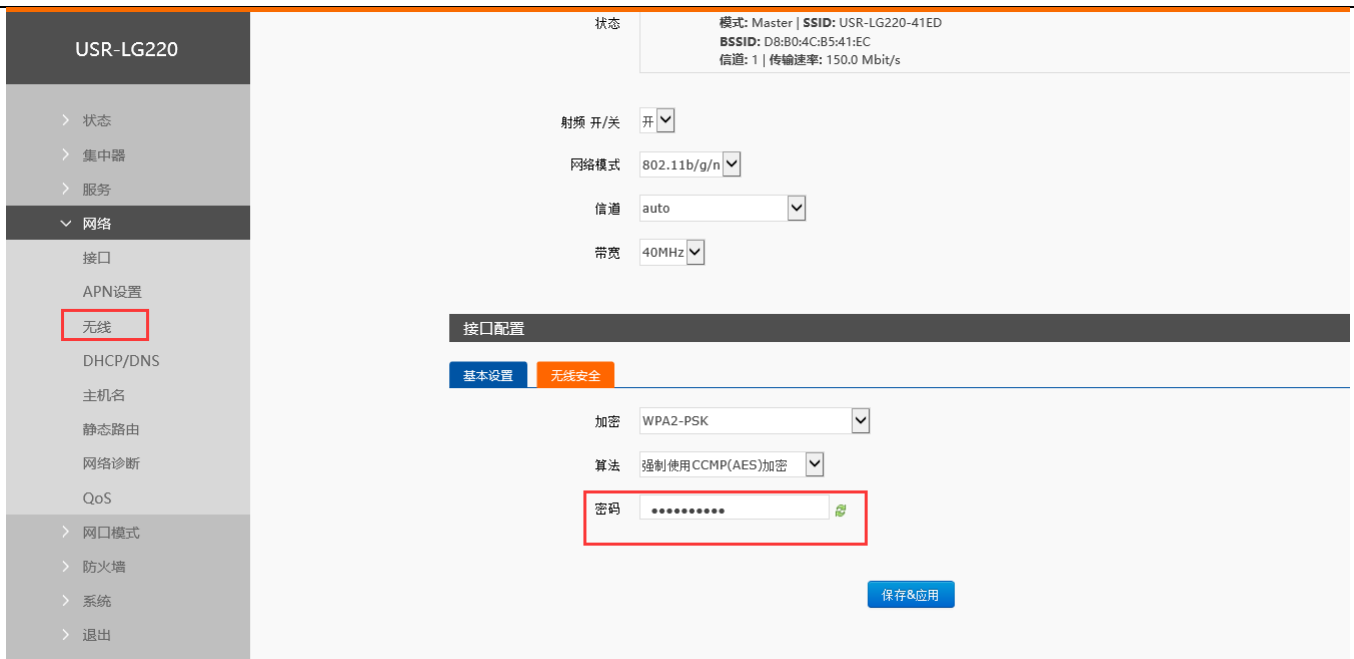 USR-LG220
状态
集中器
服务
网络
接口
APN设置
无线
DHCP/DNS
主机名
静态路由
网络诊断
QoS
网口模式
防火墙
系统
退出
状态
模式: Master | SSID: USR-LG220-41ED
BSSID: D8:B0:4C:B5:41:EC
信道: 1 | 传输速率: 150.0 Mbit/s
射频 开/关 开
网络模式 802.11b/g/n
信道 auto
带宽 40MHz
接口配置
基本设置 无线安全
加密 WPA2-PSK
算法 强制使用CCMP(AES)加密
密码 ••••••••••
保存&应用